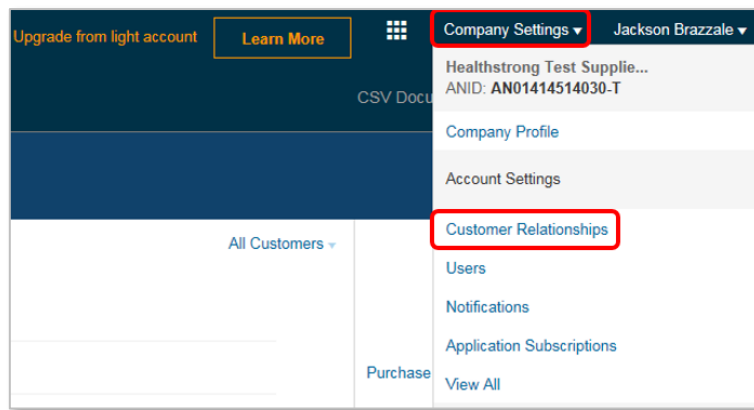 Upgrade from light account
Learn More
Company Settings
Jackson Brazzale
CSV Docu
Healthstrong Test Supplie...
ANID: AN01414514030-T
Company Profile
Account Settings
Customer Relationships
All Customers
Users
Notifications
Application Subscriptions
Purchase
View All